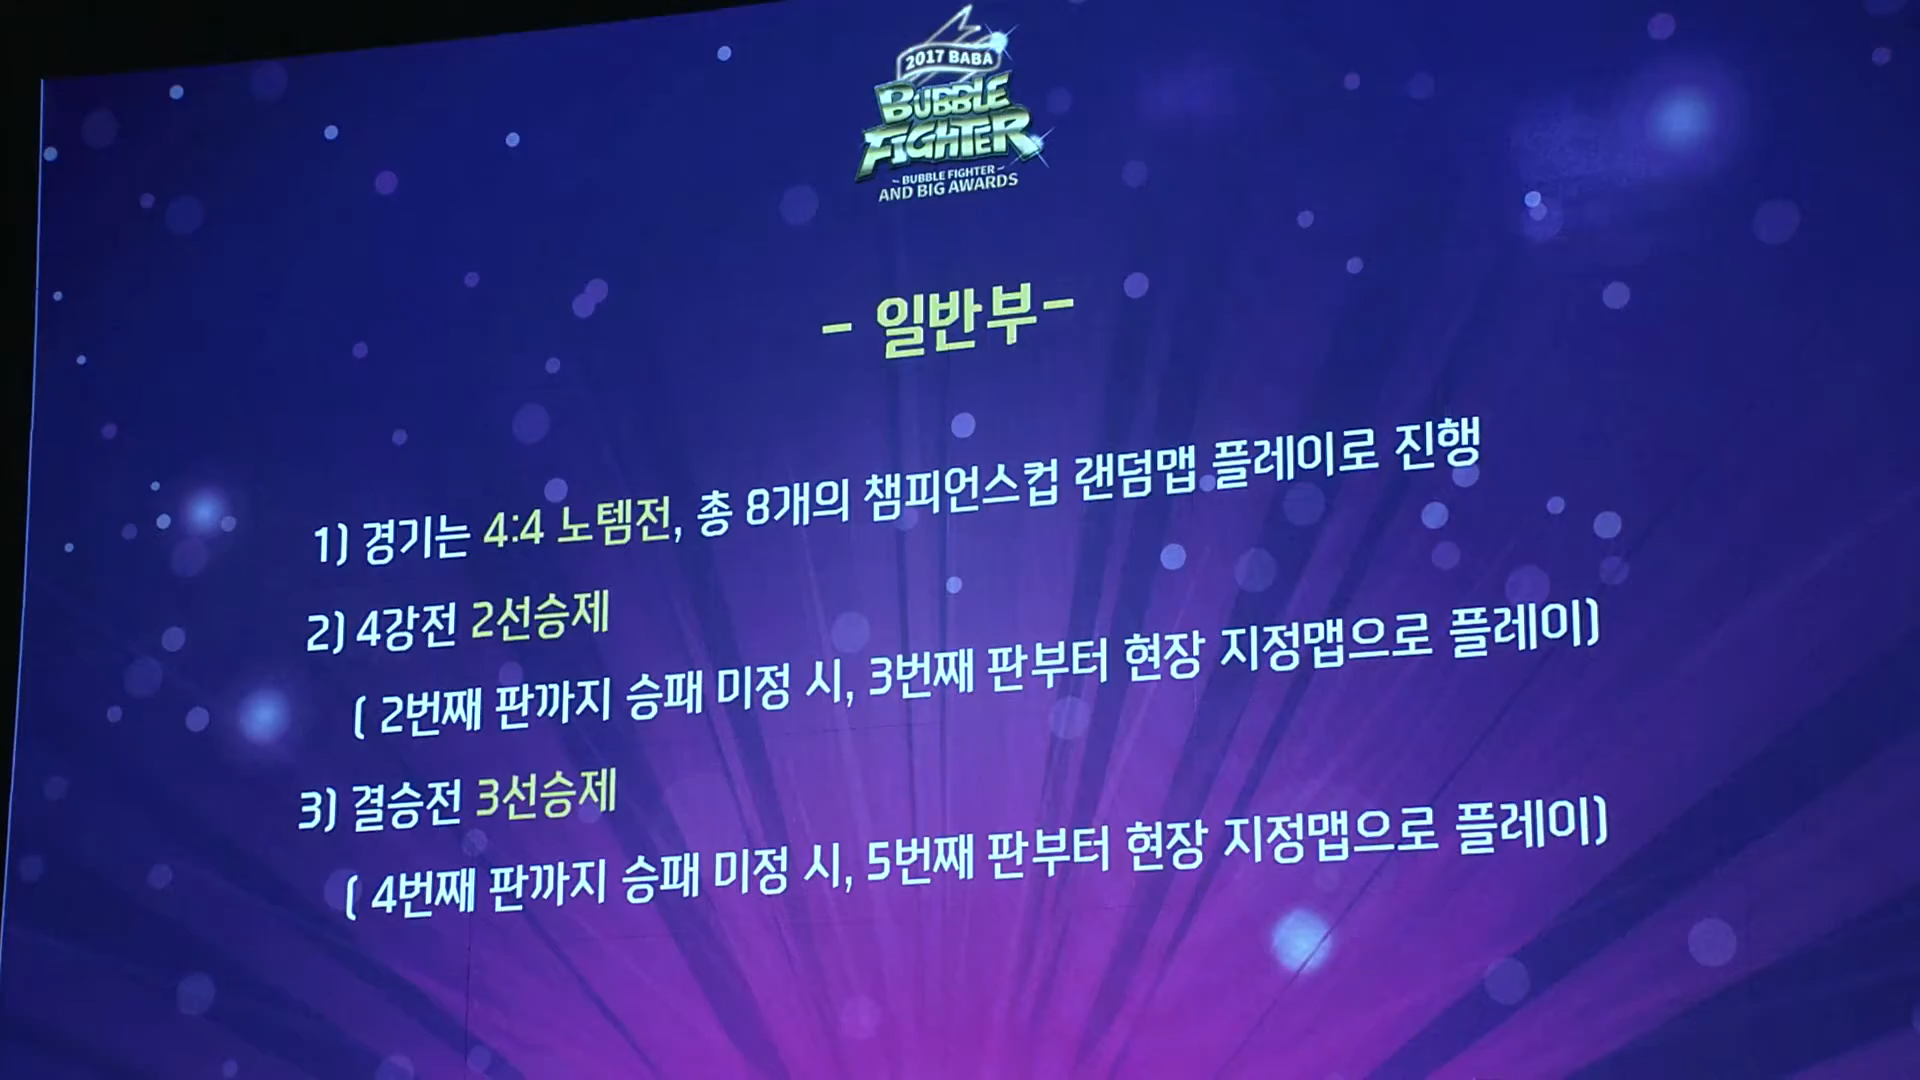 2017 BABA
BUBBLE
FIGHTER
- BUBBLE FIGHTER -
AND BIG AWARDS
- 일반부-
1) 경기는 4:4 노템전, 총 8개의 챔피언스컵 랜덤맵 플레이로 진행
2) 4강전 2선승제
( 2번째 판까지 승패 미정 시, 3번째 판부터 현장 지정맵으로 플레이)
3) 결승전 3선승제
( 4번째 판까지 승패 미정 시, 5번째 판부터 현장 지정맵으로 플레이)